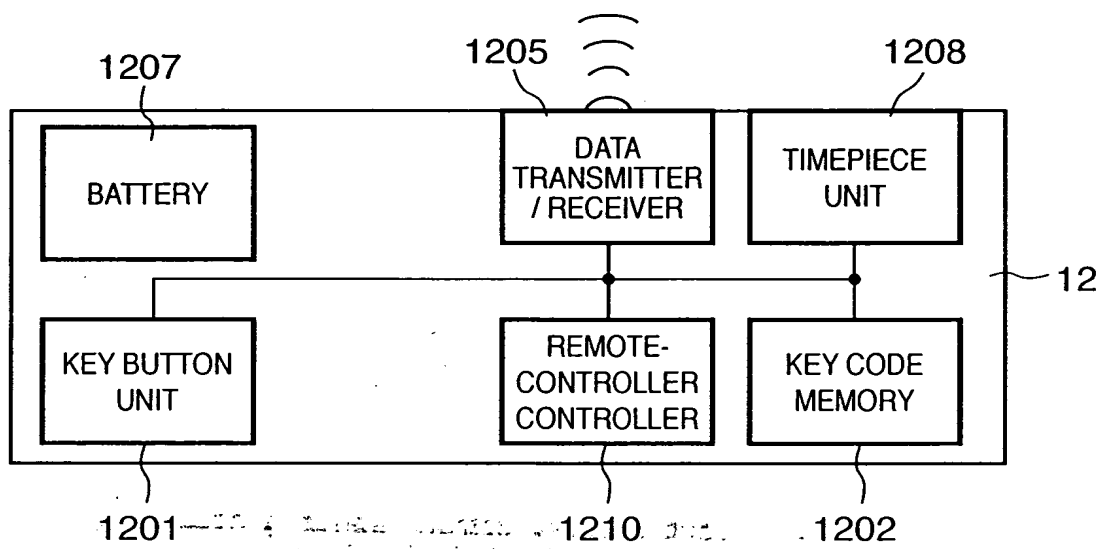 1207
1205
1208
BATTERY
DATA
TRANSMITTER
/ RECEIVER
TIMEPIECE
UNIT
12
KEY BUTTON
UNIT
REMOTE-
CONTROLLER
CONTROLLER
KEY CODE
MEMORY
1201
1210
1202